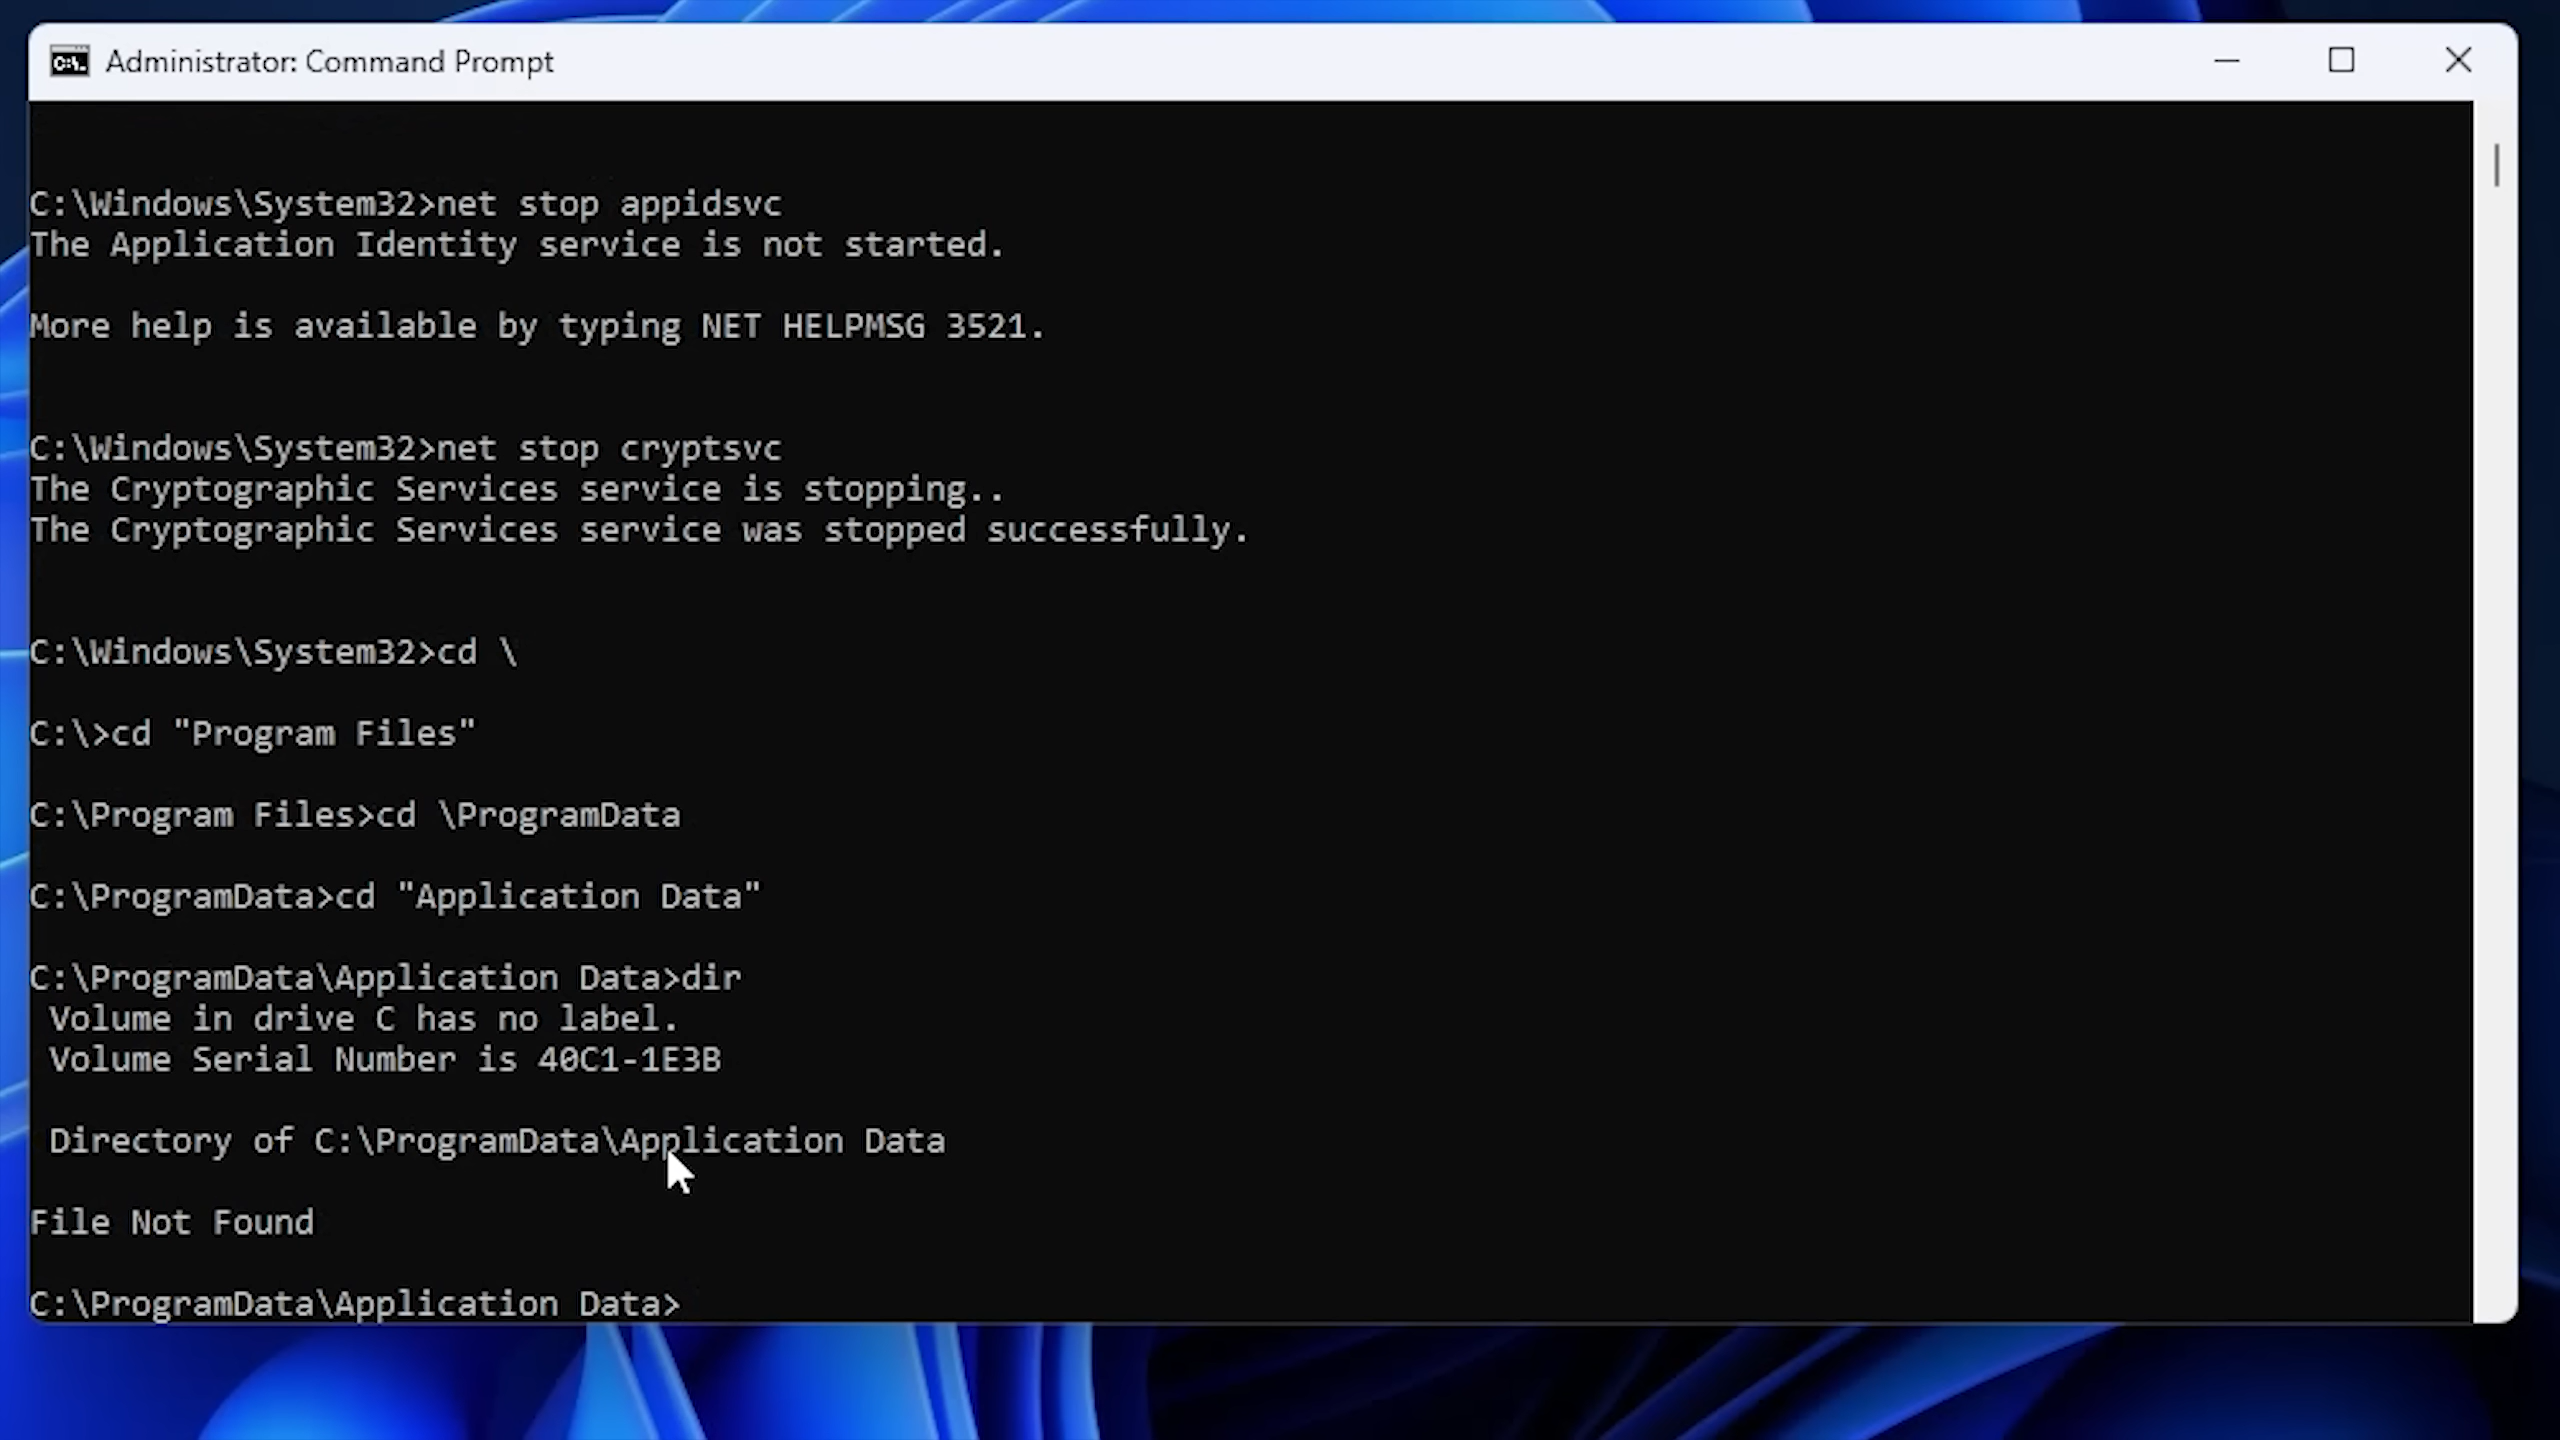 Administrator: Command Prompt
C:\Windows\System32>net stop appidsvc
The Application Identity service is not started.
More help is available by typing NET HELPMSG 3521.
C:\Windows\System32>net stop cryptsvc
The Cryptographic Services service is stopping..
The Cryptographic Services service was stopped successfully.
C:\Windows\System32>cd \
C:\>cd "Program Files"
C:\Program Files>cd \ProgramData
C:\ProgramData>cd "Application Data"
C:\ProgramData\Application Data>dir
Volume in drive C has no label.
Volume Serial Number is 40C1-1E3B
Directory of C:\ProgramData\Application Data
File Not Found
C:\ProgramData\Application Data>